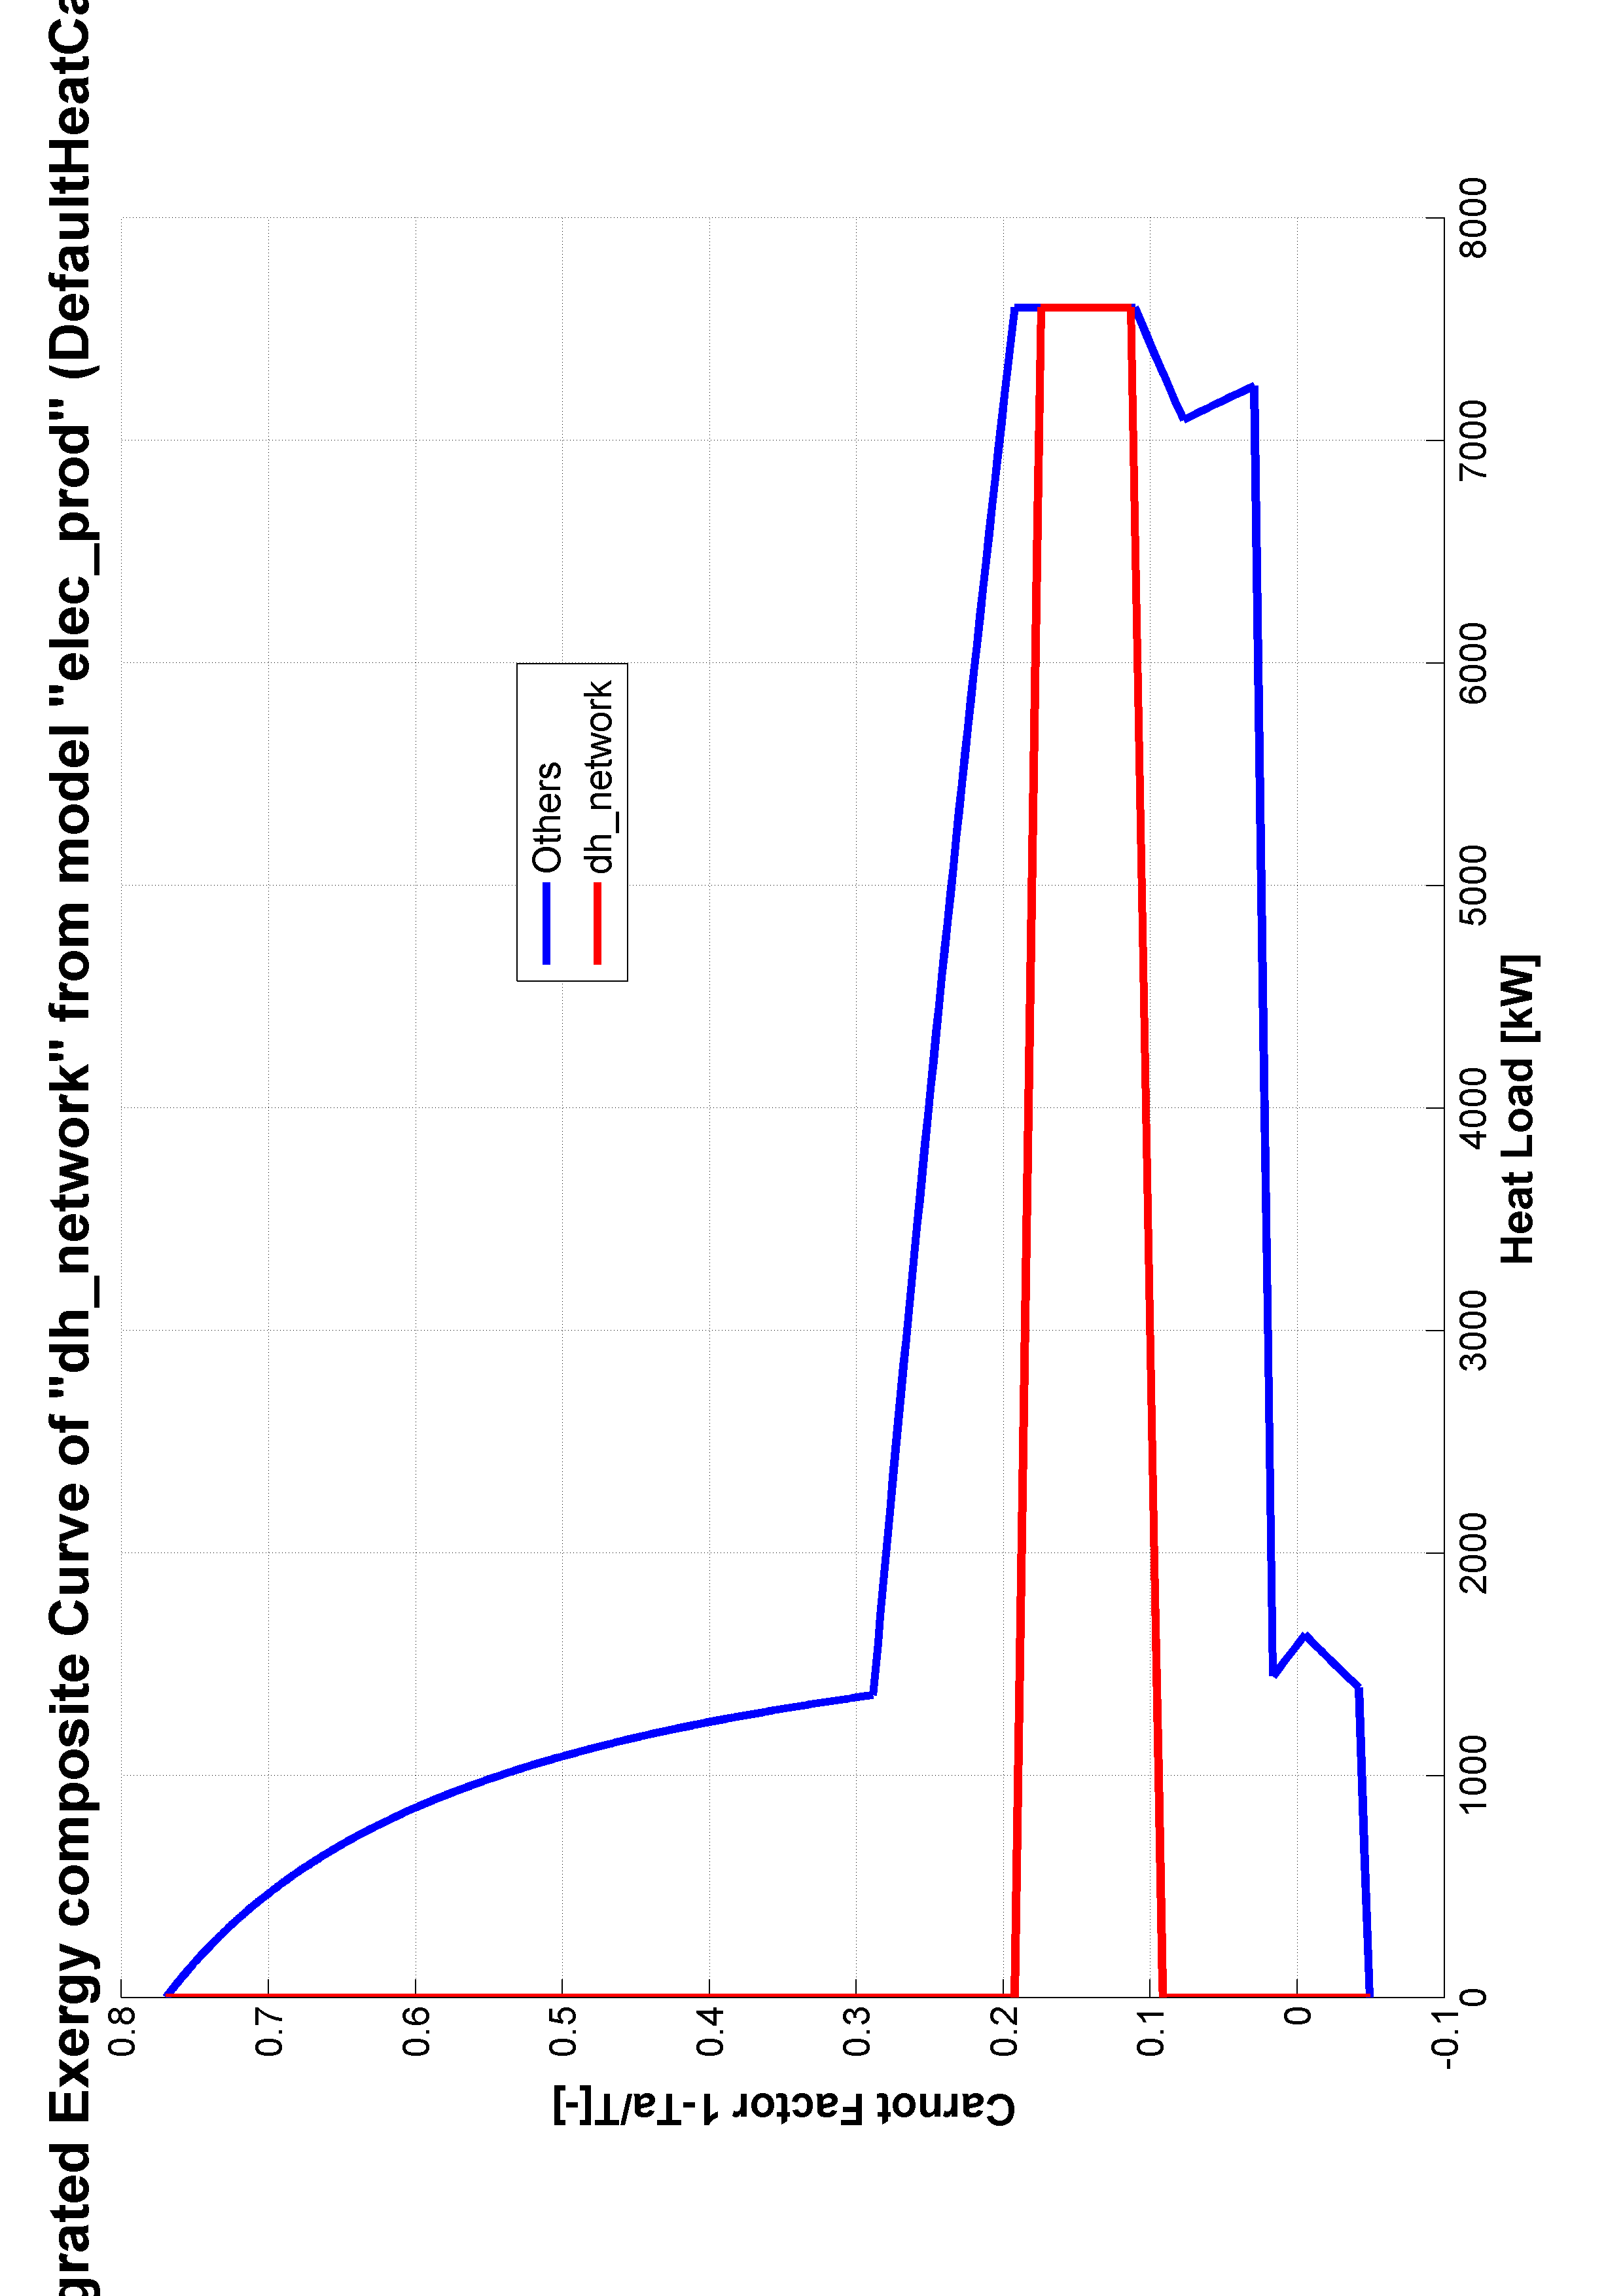 grated Exergy composite Curve of "dh_network" from model "elec_prod" (DefaultHeatCa
Others
dh_network
0.8
0.7
0.6
0.5
0.4
0.3
0.2
0.1
0
-0.1
Carnot Factor 1-Ta/T[-]
0 1000 2000 3000 4000 5000 6000 7000 8000
Heat Load [kW]